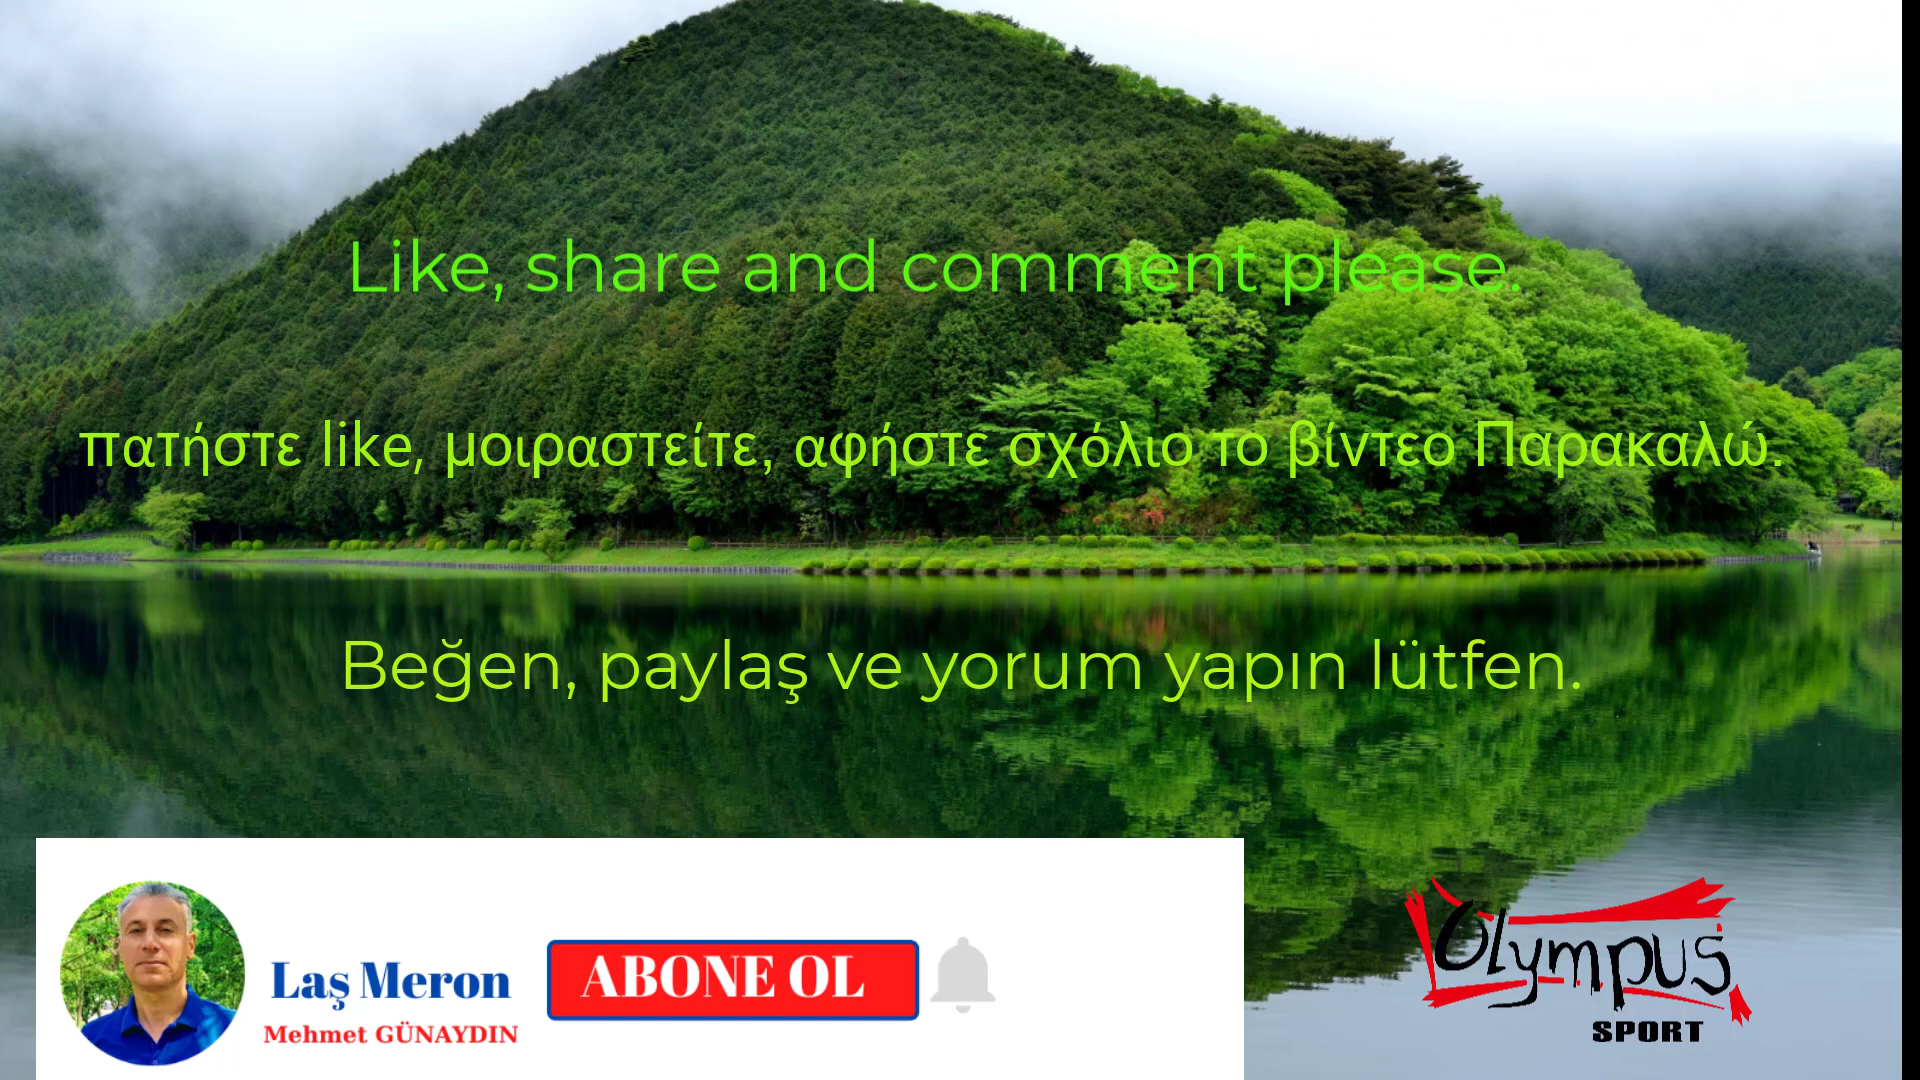 Like, share and comment please.
πατήστε like, μοιραστείτε, αφήστε σχόλιο το βίντεο Παρακαλώ.
Beğen, paylaş ve yorum yapın lütfen.
Laş Meron
Mehmet GÜNAYDIN
ABONE OL
Olympus
SPORT